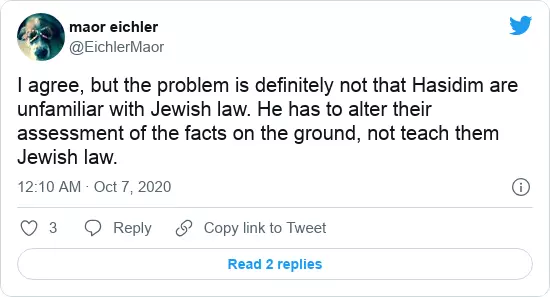 maor eichler
@EichlerMaor
I agree, but the problem is definitely not that Hasidim are
unfamiliar with Jewish law. He has to alter their
assessment of the facts on the ground, not teach them
Jewish law.
12:10 AM · Oct 7, 2020
3 Reply Copy link to Tweet
Read 2 replies